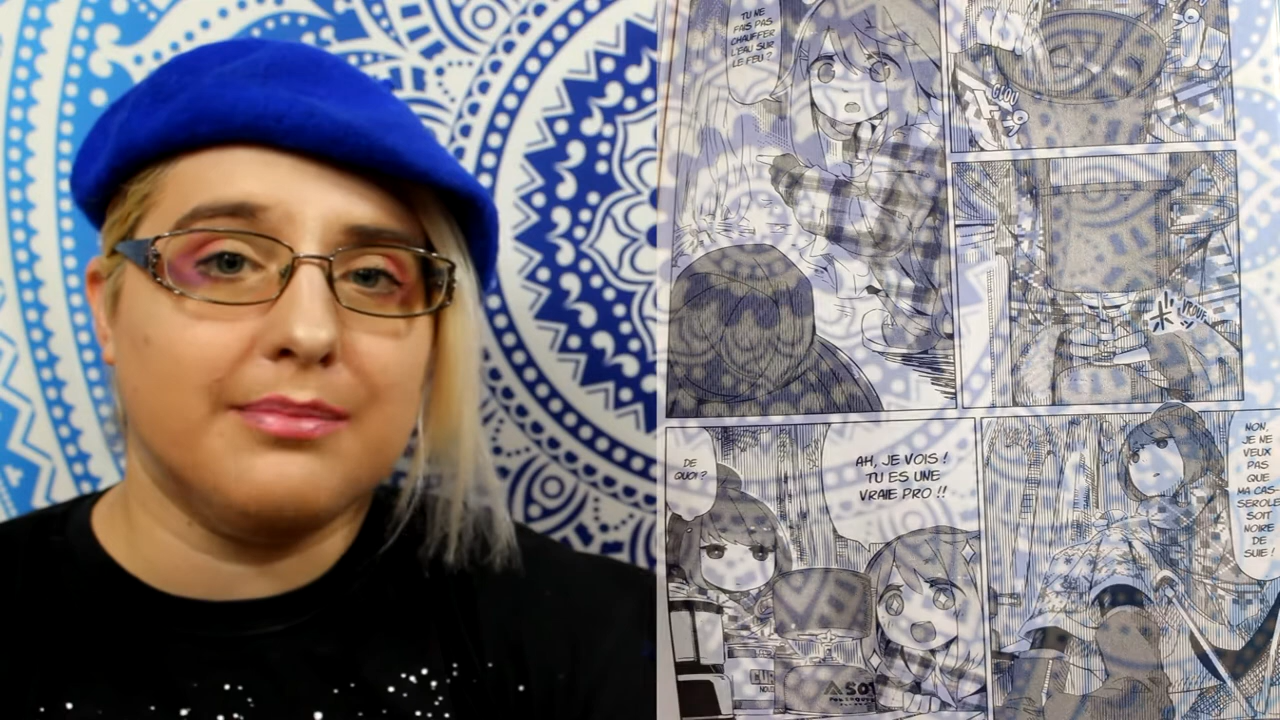 TU NE
FAIS PAS
CHAUFFER
L'EAU SUR
LE FEU ?
GLOU
DE
QUOI ?
AH, JE VOIS !
TU ES UNE
VRAIE PRO !!
NON,
JE NE
VEUX
PAS
QUE
MA CAS-
SEROLE
SOIT
NOIRE
DE
SUIE !